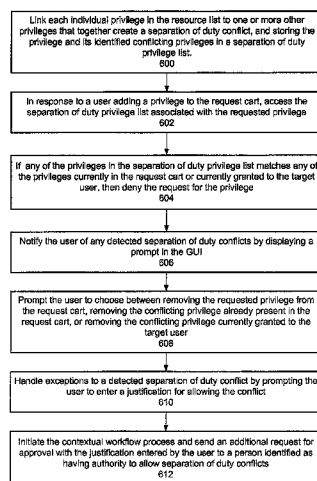 Link each individual privilege in the resource list to one or more other
privileges that together create a separation of duty conflict, and storing the
privilege and its identified conflicting privileges in a separation of duty
privilege list.
600
In response to a user adding a privilege to the request cart, access the
separation of duty privilege list associated with the requested privilege
602
If any of the privileges in the separation of duty privilege list matches any of
the privileges currently in the request cart or currently granted to the target
user, then deny the request for the privilege
604
Notify the user of any detected separation of duty conflicts by displaying a
prompt in the GUI
606
Prompt the user to choose between removing the requested privilege from
the request cart, removing the conflicting privilege already present in the
request cart, or removing the conflicting privilege currently granted to the
target user
608
Handle exceptions to a detected separation of duty conflict by prompting the
user to enter a justification for allowing the conflict
610
Initiate the contextual workflow process and send an additional request for
approval with the justification entered by the user to a person identified as
having authority to allow separation of duty conflicts
612